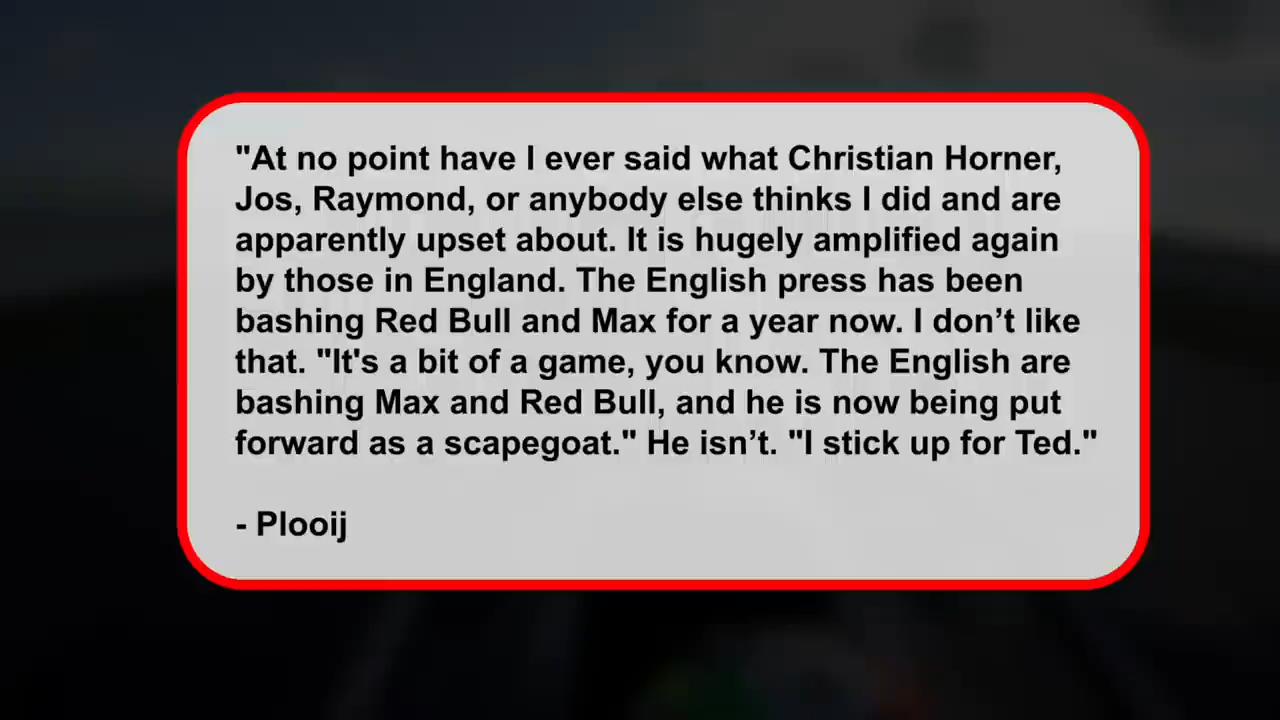 "At no point have I ever said what Christian Horner,
Jos, Raymond, or anybody else thinks I did and are
apparently upset about. It is hugely amplified again
by those in England. The English press has been
bashing Red Bull and Max for a year now. I don’t like
that. "It's a bit of a game, you know. The English are
bashing Max and Red Bull, and he is now being put
forward as a scapegoat." He isn’t. "I stick up for Ted."
- Plooij